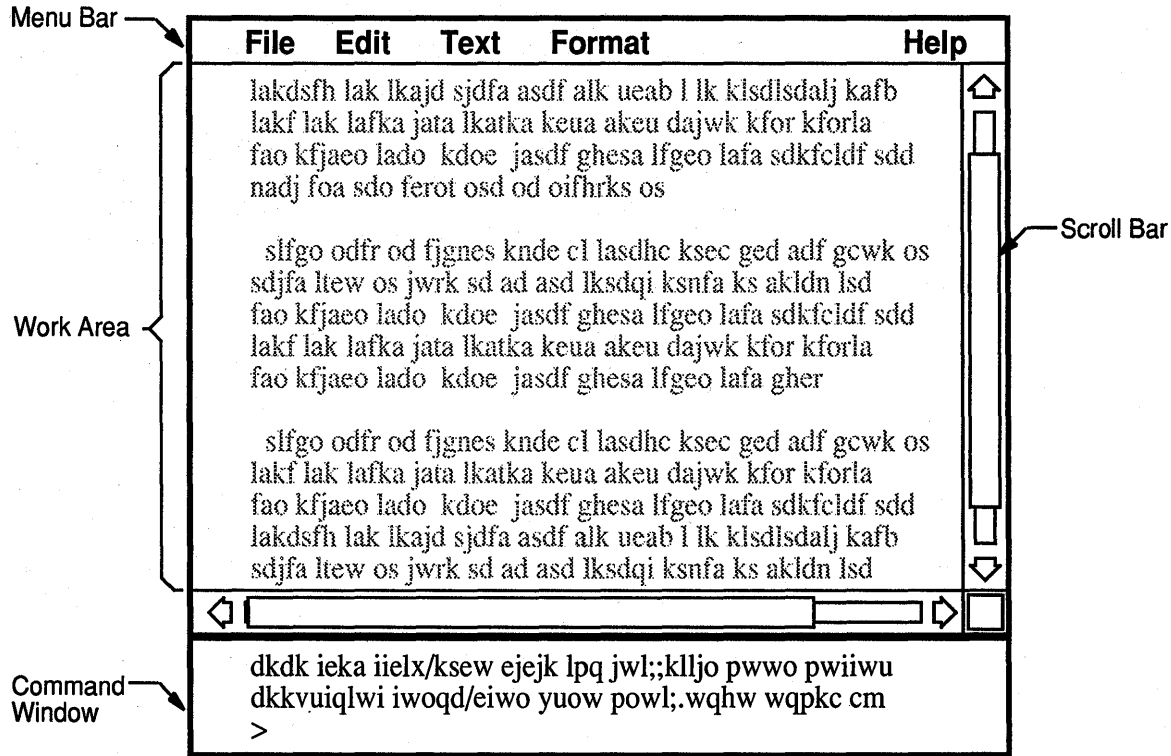 Menu Bar
File Edit Text Format Help
lakdsfh lak lkajd sjdfa asdf alk ueab l lk klsdlsdalj kafb
lakf lak lafka jata lkatka keua akeu dajwk kfor kforla
fao kfjaeo lado kdoe jasdf ghesa lfgeo lafa sdkfcldf sdd
nadj foa sdo ferot osd od oifhrks os
slfgo odfr od fjgnes knde cl lasdhc ksec ged adf gcwk os
Scroll Bar
sdjfa ltew os jwrk sd ad asd lksdqi ksnfa ks akldn lsd
fao kfjaeo lado kdoe jasdf ghesa lfgeo lafa sdkfcldf sdd
Work Area
lakf lak lafka jata lkatka keua akeu dajwk kfor kforla
fao kfjaeo lado kdoe jasdf ghesa lfgeo lafa gher
slfgo odfr od fjgnes knde cl lasdhc ksec ged adf gcwk os
lakf lak lafka jata lkatka keua akeu dajwk kfor kforla
fao kfjaeo lado kdoe jasdf ghesa lfgeo lafa sdkfcldf sdd
lakdsfh lak lkajd sjdfa asdf alk ueab l lk klsdlsdalj kafb
sdjfa ltew os jwrk sd ad asd lksdqi ksnfa ks akldn lsd
Command
Window
dkdk ieka iielx/ksew ejejk lpq jwl;;klljo pwwo pwiiwu
dkkvuiqlwi iwoqd/eiwo yuow powl;.wqhw wqpkc cm
>